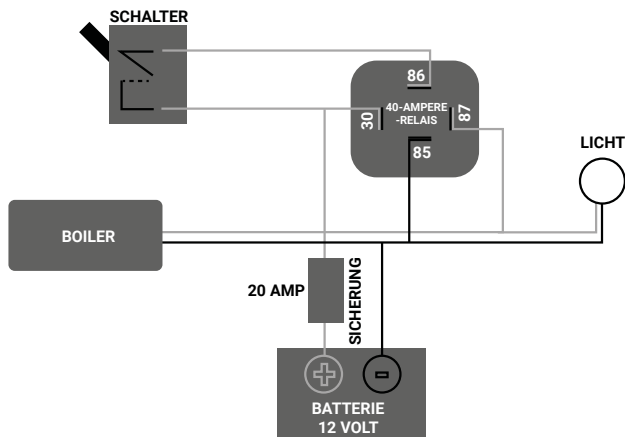 SCHALTER
86
40-AMPERE
-RELAIS
30
87
85
LICHT
BOILER
20 AMP
SICHERUNG
BATTERIE
12 VOLT